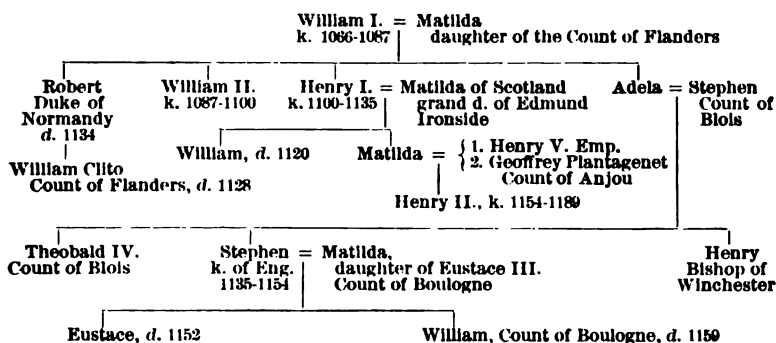 William I. = Matilda
k. 1066-1087 daughter of the Count of Flanders
Robert
Duke of
Normandy
d. 1134
William II.
k. 1087-1100
Henry I. = Matilda of Scotland
k. 1100-1135 grand d. of Edmund
Ironside
Adela = Stephen
Count of
Blois
William Clito
Count of Flanders, d. 1128
William, d. 1120
Matilda = { 1. Henry V. Emp.
{ 2. Geoffrey Plantagenet
Count of Anjou
Henry II., k. 1154-1189
Theobald IV.
Count of Blois
Stephen = Matilda,
k. of Eng. daughter of Eustace III.
1135-1154 Count of Boulogne
Henry
Bishop of
Winchester
Eustace, d. 1152
William, Count of Boulogne, d. 1159